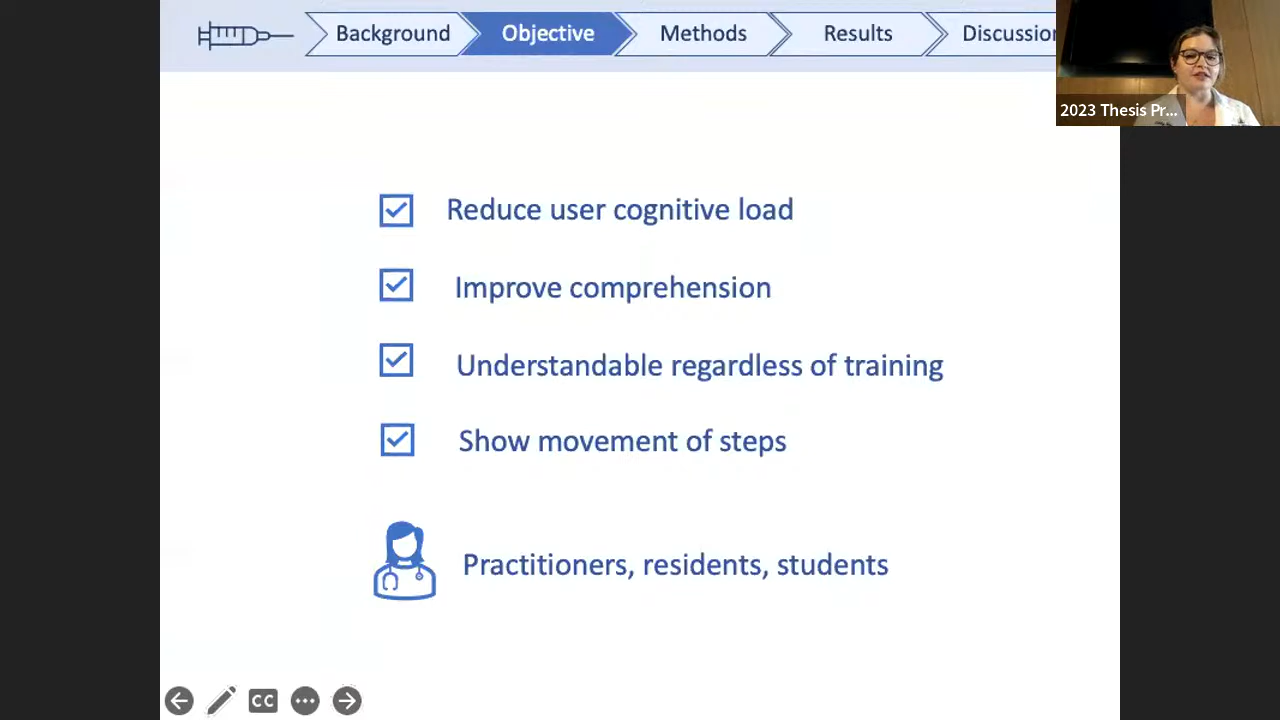 Background
Objective
Methods
Results
Discussion
2023 Thesis Pr...
Reduce user cognitive load
Improve comprehension
Understandable regardless of training
Show movement of steps
Practitioners, residents, students
CC